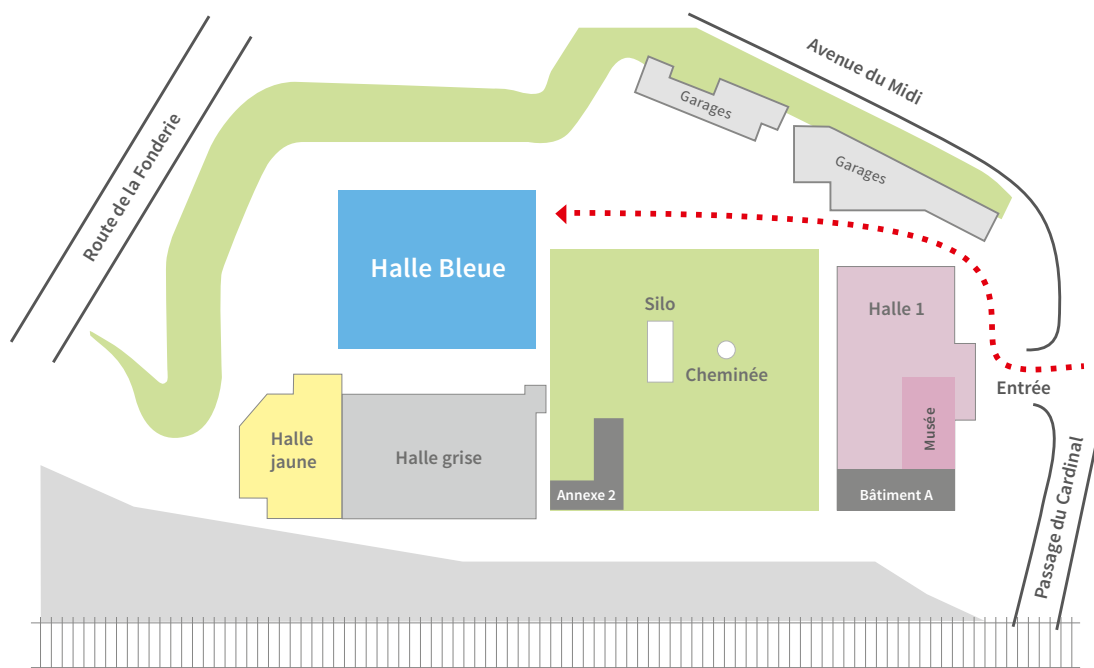 Avenue du Midi
Garages
Garages
Route de la Fonderie
Halle Bleue
Silo
Halle 1
Cheminée
Entrée
Halle
jaune
Halle grise
Musée
Annexe 2
Bâtiment A
Passage du Cardinal